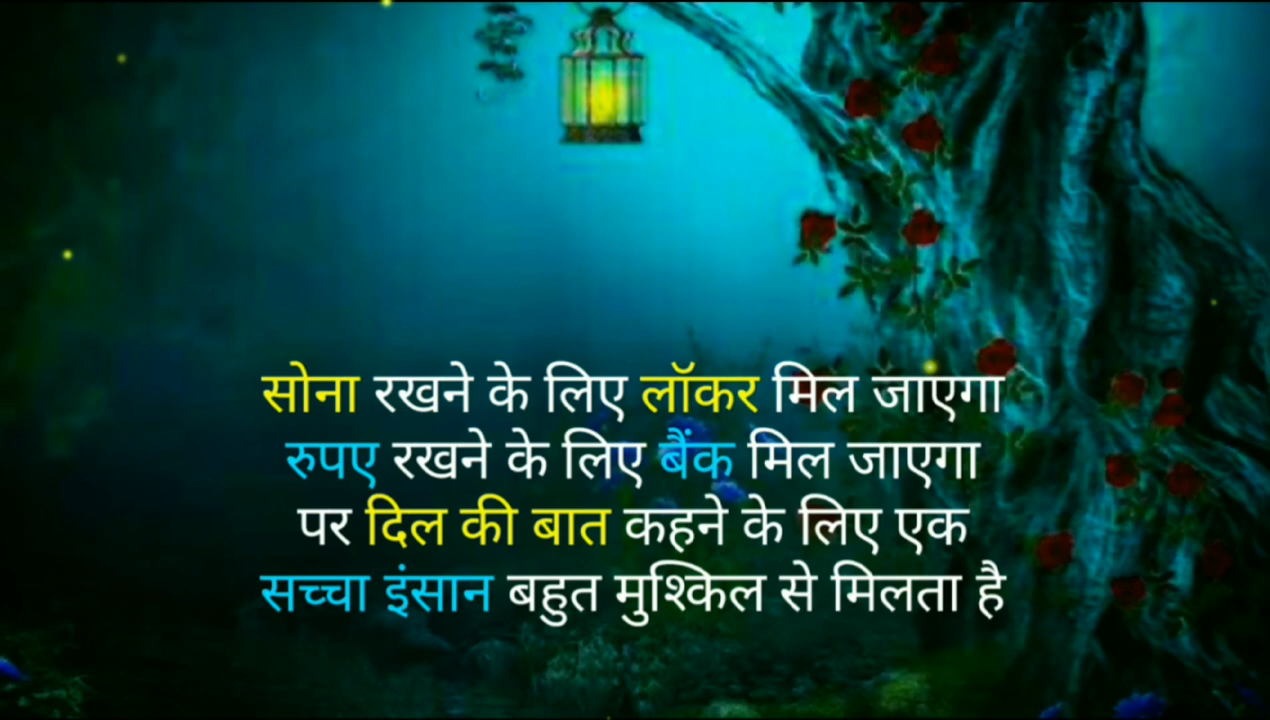 सोना रखने के लिए लॉकर मिल जाएगा
रुपए रखने के लिए बैंक मिल जाएगा
पर दिल की बात कहने के लिए एक
सच्चा इंसान बहुत मुश्किल से मिलता है